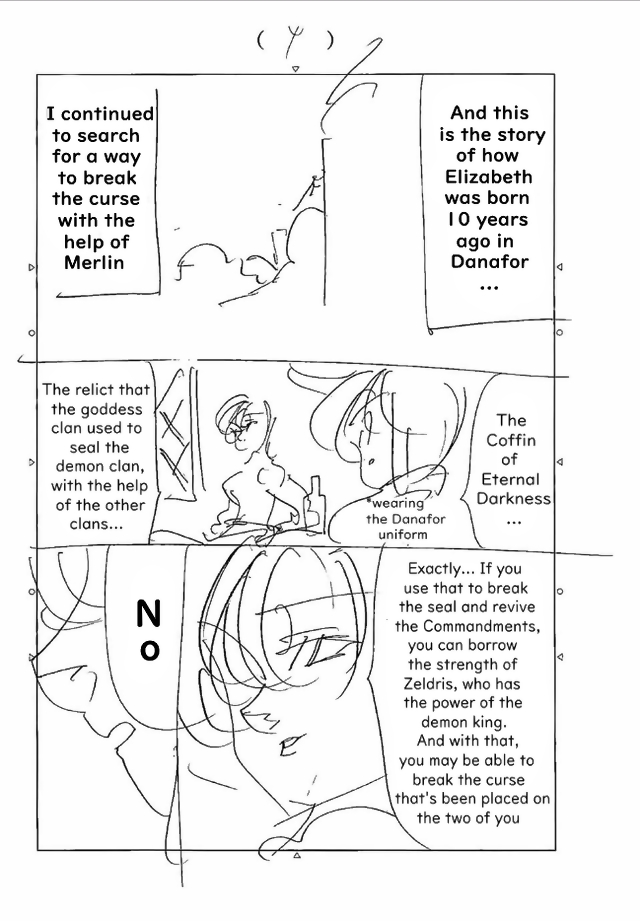 And this
is the story
of how
Elizabeth
was born
10 years
ago in
Danafor
...
I continued
to search
for a way
to break
the curse
with the
help of
Merlin
The
Coffin
of
Eternal
Darkness
...
*wearing
the Danafor
uniform
The relict that
the goddess
clan used to
seal the
demon clan,
with the help
of the other
clans...
Exactly... If you
use that to break
the seal and revive
the Commandments,
you can borrow
the strength of
Zeldris, who has
the power of the
demon king.
And with that,
you may be able to
break the curse
that's been placed on
the two of you
N
o